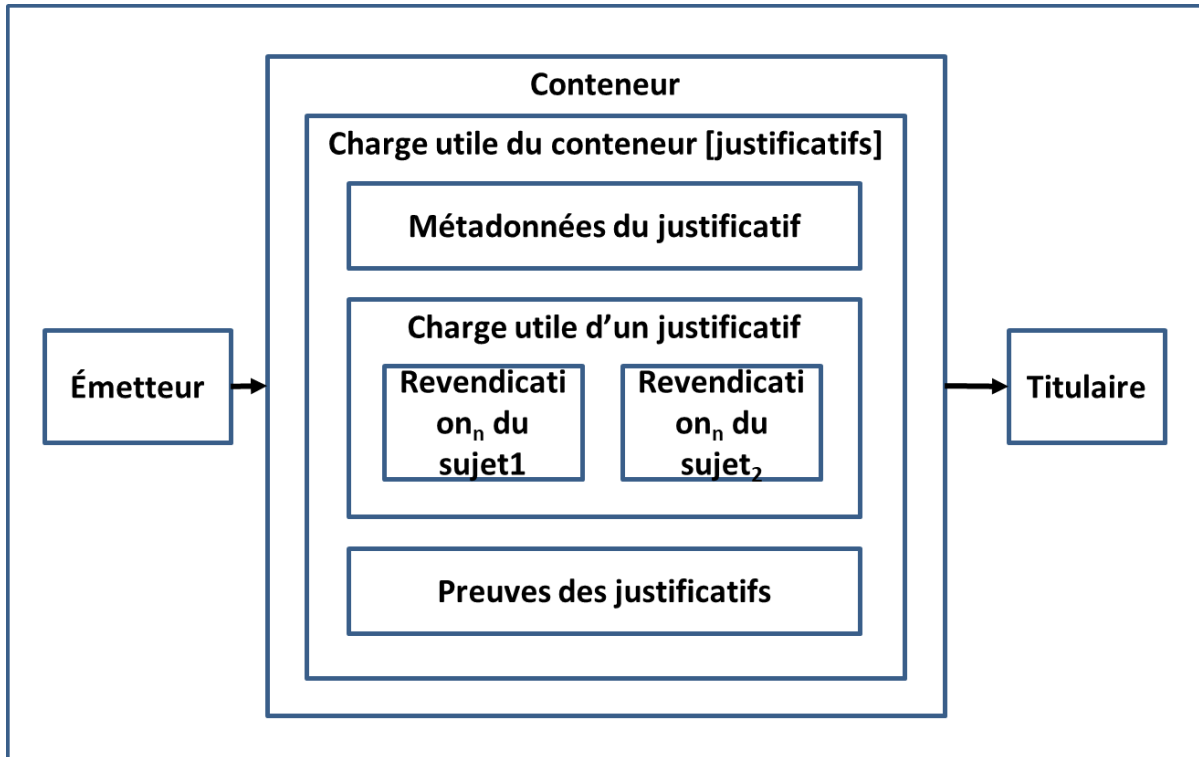 Conteneur
Charge utile du conteneur [justificatifs]
Métadonnées du justificatif
Charge utile d’un justificatif
Revendicati
onₙ du
sujet1
Revendicati
onₙ du
sujet₂
Preuves des justificatifs
Émetteur
Titulaire